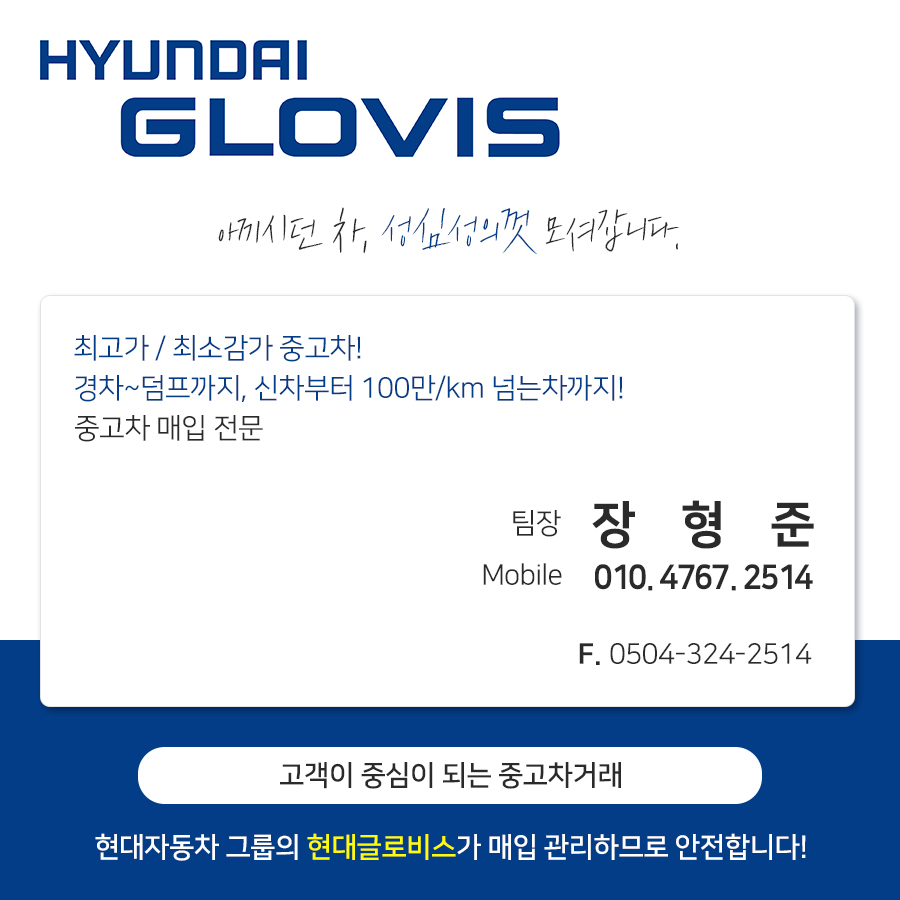 HYUNDAI
GLOVIS
아끼시던 차, 성심성의껏 모셔갑니다.
최고가 / 최소감가 중고차!
경차~덤프까지, 신차부터 100만/km 넘는차까지!
중고차 매입 전문
팀장 장 형 준
Mobile 010. 4767. 2514
F. 0504-324-2514
고객이 중심이 되는 중고차거래
현대자동차 그룹의 현대글로비스가 매입 관리하므로 안전합니다!